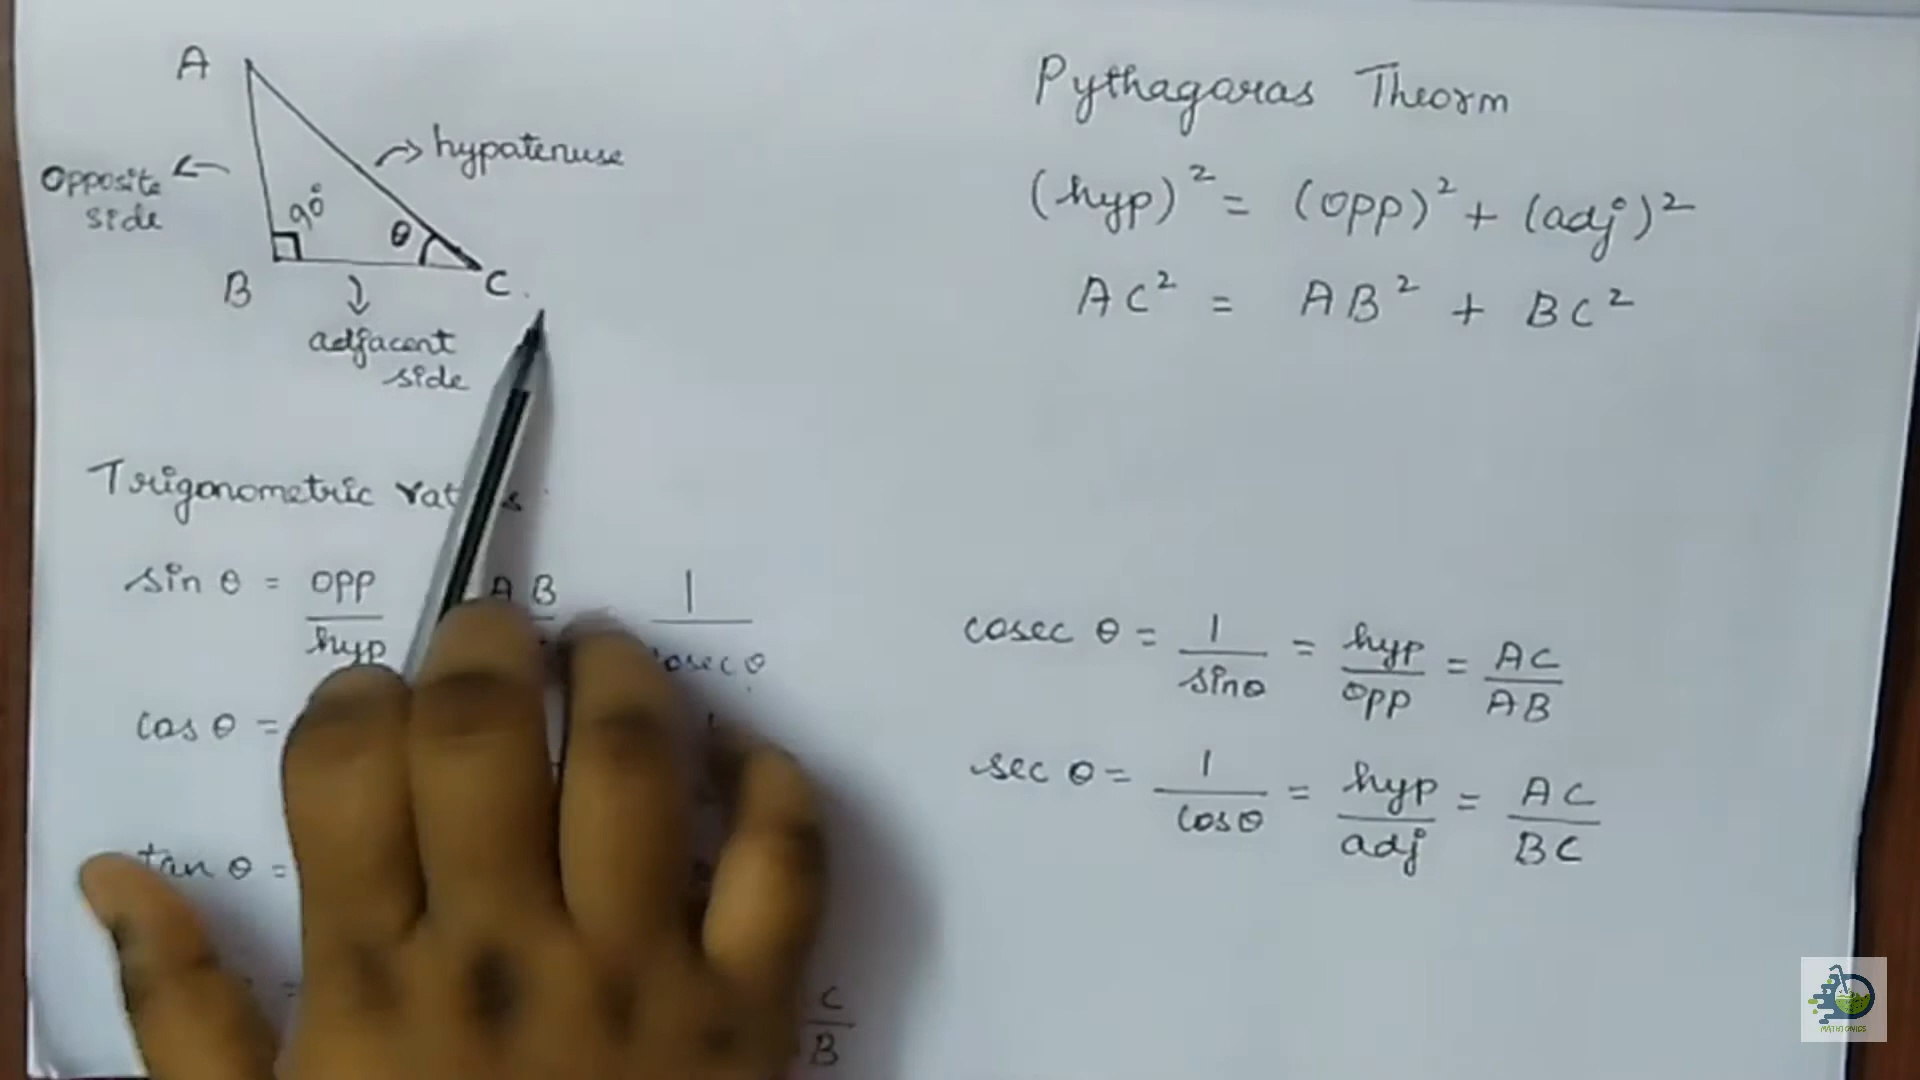 A
hypatenuse
Opposite
side
90°
θ
B
C.
adjacent
side
Pythagaras Theorm
(hyp)² = (opp)² + (adj)²
AC² = AB² + BC²
Trigonometric
sin θ = opp/hyp AB 1/
cos θ =
tan θ =
cosec θ = 1/sinθ = hyp/opp = AC/AB
sec θ = 1/cosθ = hyp/adj = AC/BC
C/B
MATHTONICS